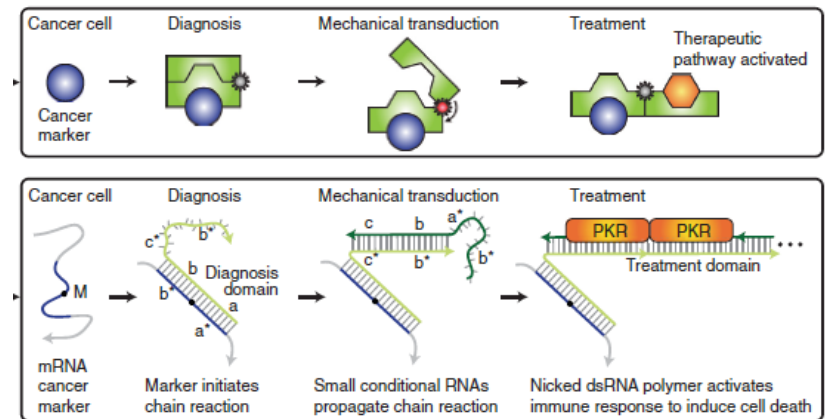 Cancer cell
Diagnosis
Mechanical transduction
Treatment
Cancer
marker
Therapeutic
pathway activated
Cancer cell
Diagnosis
Mechanical transduction
Treatment
M
mRNA
cancer
marker
c*
b*
b
Diagnosis
domain
a
b*
a*
Marker initiates
chain reaction
c
b
a*
c*
b*
b*
Small conditional RNAs
propagate chain reaction
PKR
PKR
...
Treatment domain
Nicked dsRNA polymer activates
immune response to induce cell death